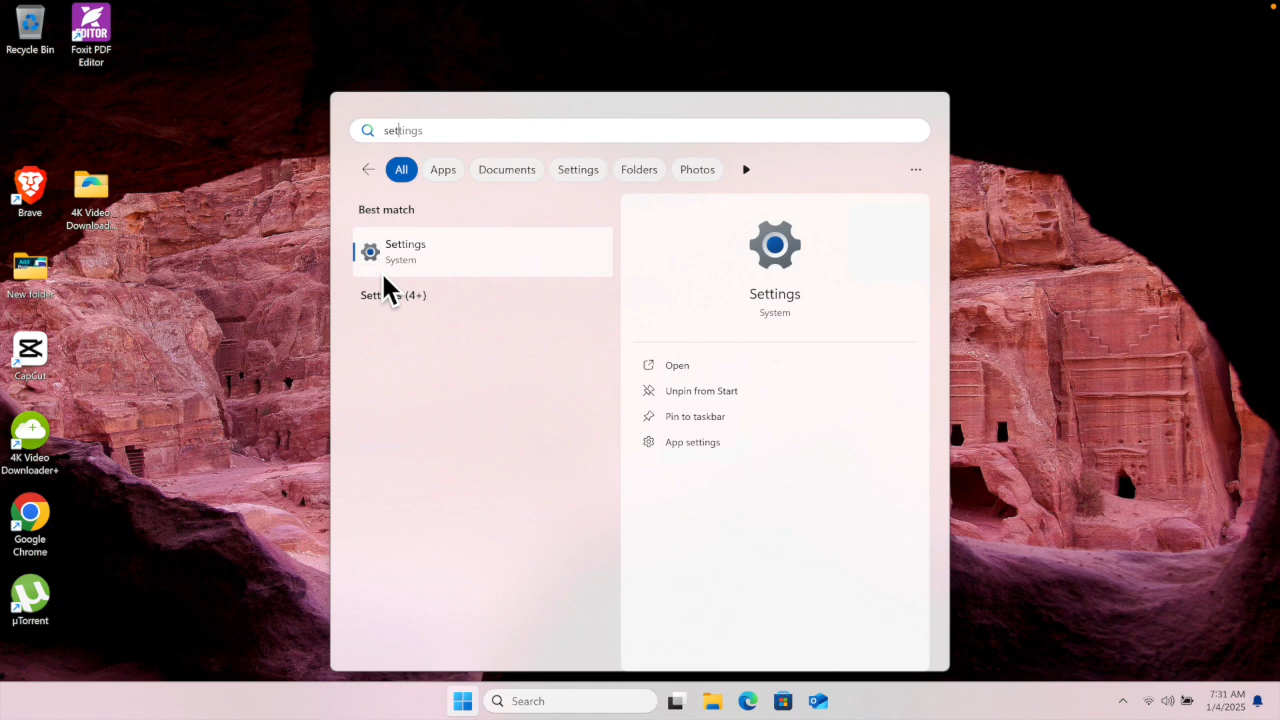 Recycle Bin
Foxit PDF
Editor
EDITOR
Brave
4K Video
Download...
New folder
CapCut
4K Video
Downloader+
Google
Chrome
µTorrent
settings
All
Apps
Documents
Settings
Folders
Photos
...
Best match
Settings
System
Settings (4+)
Settings
System
Open
Unpin from Start
Pin to taskbar
App settings
Search
7:31 AM
1/4/2025